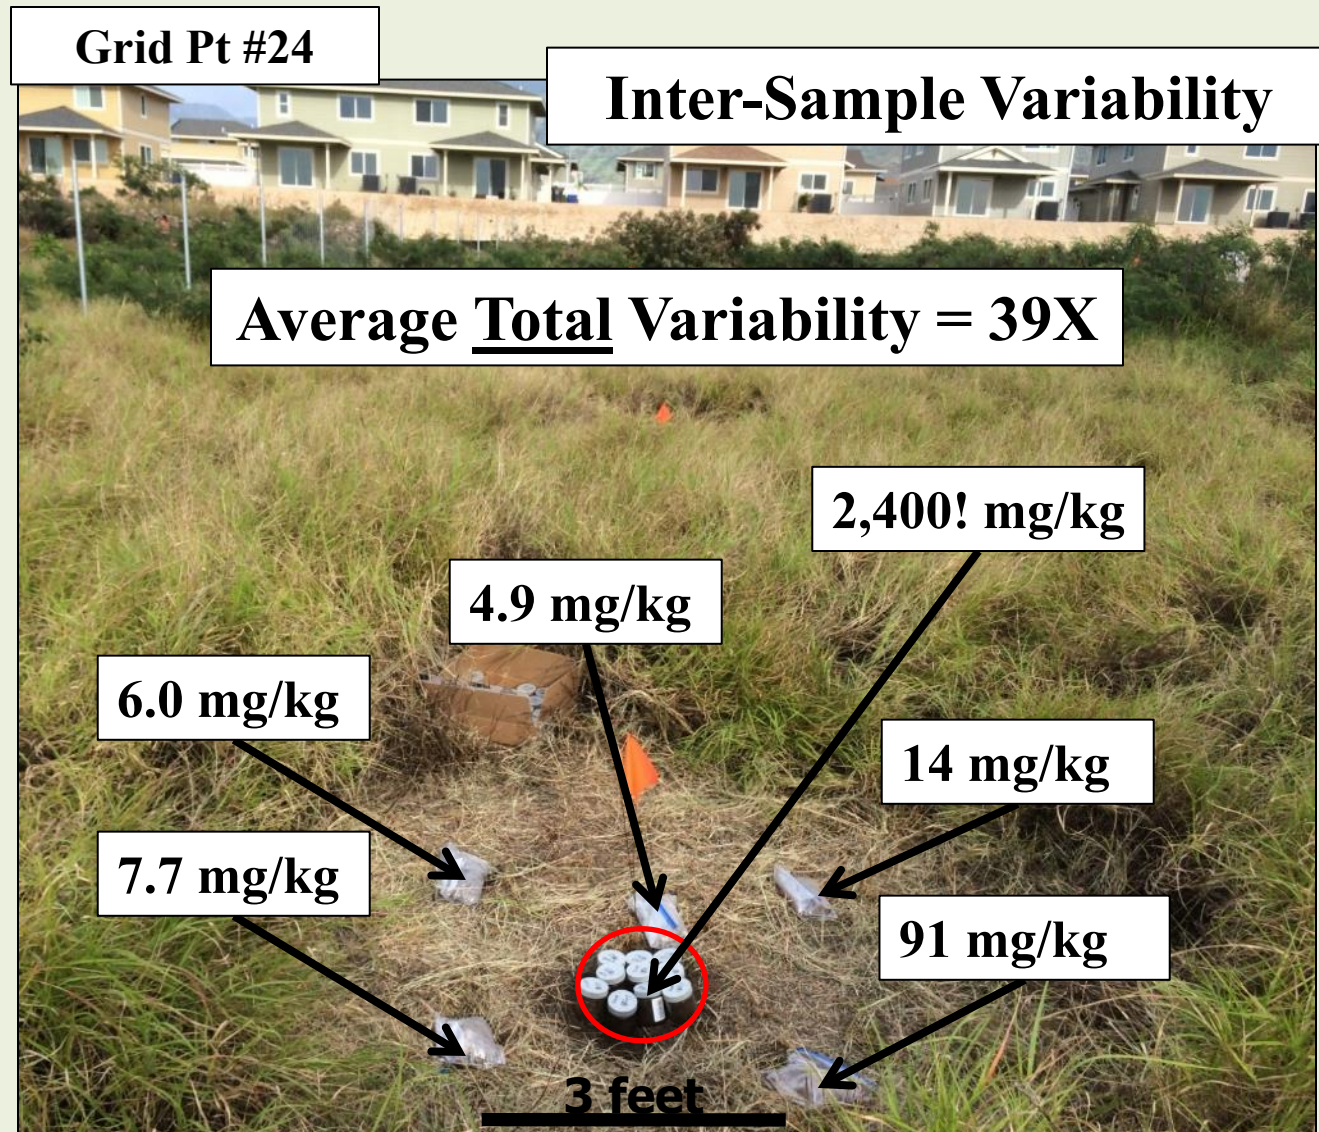 Grid Pt #24
Inter-Sample Variability
Average Total Variability = 39X
2,400! mg/kg
4.9 mg/kg
6.0 mg/kg
14 mg/kg
7.7 mg/kg
91 mg/kg
3 feet